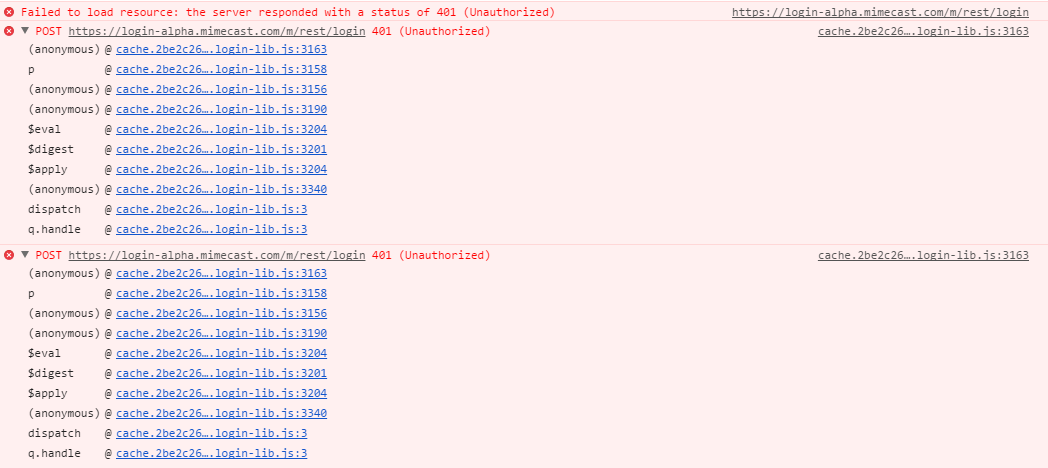 Failed to load resource: the server responded with a status of 401 (Unauthorized) https://login-alpha.mimecast.com/m/rest/login
▼ POST https://login-alpha.mimecast.com/m/rest/login 401 (Unauthorized) cache.2be2c26….login-lib.js:3163
(anonymous) @ cache.2be2c26….login-lib.js:3163
p @ cache.2be2c26….login-lib.js:3158
(anonymous) @ cache.2be2c26….login-lib.js:3156
(anonymous) @ cache.2be2c26….login-lib.js:3190
$eval @ cache.2be2c26….login-lib.js:3204
$digest @ cache.2be2c26….login-lib.js:3201
$apply @ cache.2be2c26….login-lib.js:3204
(anonymous) @ cache.2be2c26….login-lib.js:3340
dispatch @ cache.2be2c26….login-lib.js:3
q.handle @ cache.2be2c26….login-lib.js:3
▼ POST https://login-alpha.mimecast.com/m/rest/login 401 (Unauthorized) cache.2be2c26….login-lib.js:3163
(anonymous) @ cache.2be2c26….login-lib.js:3163
p @ cache.2be2c26….login-lib.js:3158
(anonymous) @ cache.2be2c26….login-lib.js:3156
(anonymous) @ cache.2be2c26….login-lib.js:3190
$eval @ cache.2be2c26….login-lib.js:3204
$digest @ cache.2be2c26….login-lib.js:3201
$apply @ cache.2be2c26….login-lib.js:3204
(anonymous) @ cache.2be2c26….login-lib.js:3340
dispatch @ cache.2be2c26….login-lib.js:3
q.handle @ cache.2be2c26….login-lib.js:3